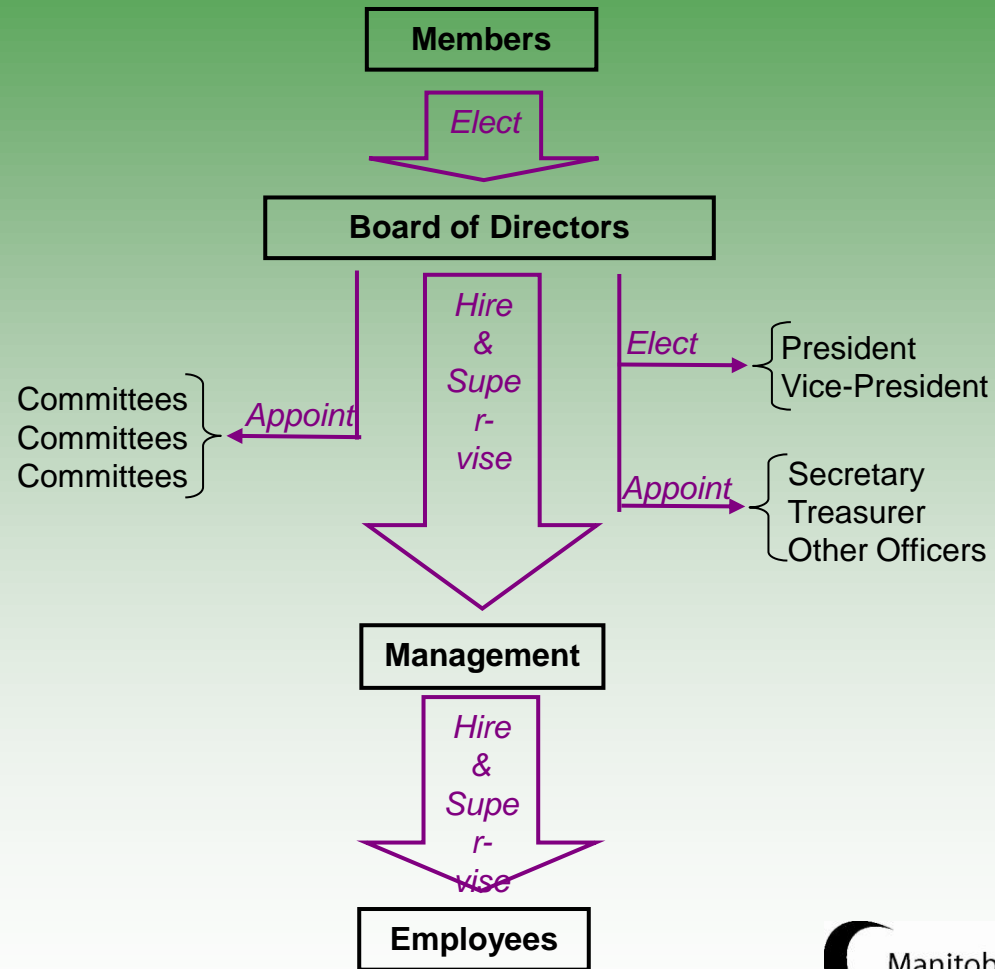 Members
Elect
Board of Directors
Hire
&
Supe
r-
vise
Elect
President
Vice-President
Committees
Committees
Committees
Appoint
Appoint
Secretary
Treasurer
Other Officers
Management
Hire
&
Supe
r-
vise
Employees
Manitob